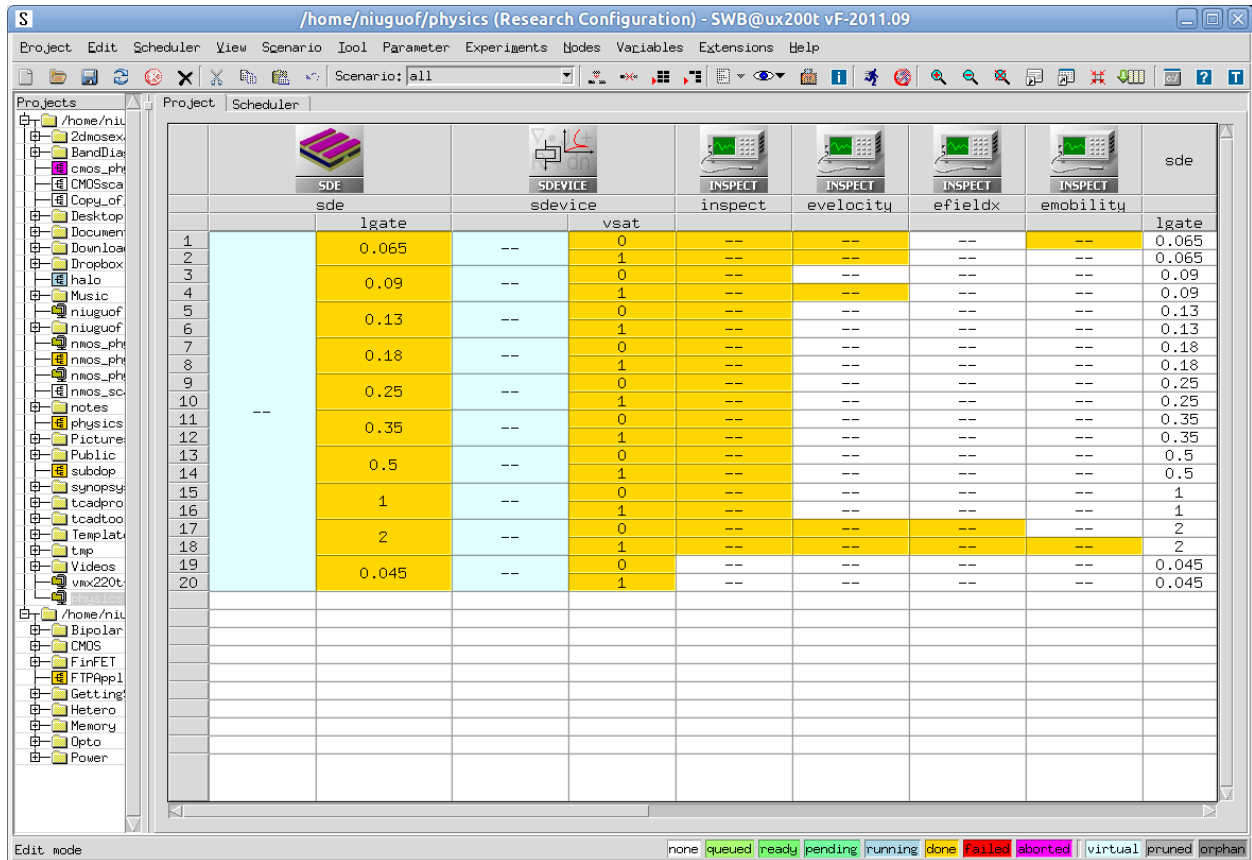 S /home/niuguof/physics (Research Configuration) - SWB@ux200t vF-2011.09
Project Edit Scheduler View Scenario Tool Parameter Experiments Nodes Variables Extensions Help
Scenario: all
Projects
/home/niu
2dmosex
BandDia
cmos_phy
CMOSsca
Copy_of
Desktop
Documen
Downloa
Dropbox
halo
Music
niuguof
niuguof
nmos_phy
nmos_phy
nmos_phy
nmos_sc
notes
physics
Picture
Public
subdop
synopsy
tcadpro
tcadtoo
Templat
tmp
Videos
vmx220t
physics
/home/niu
Bipolar
CMOS
FinFET
FTPAppl
Getting
Hetero
Memory
Opto
Power
Project Scheduler
SDE SDEVICE INSPECT INSPECT INSPECT INSPECT sde
sde sdevice inspect evelocity efieldx emobility
lgate vsat lgate
1 0.065 -- 0 -- -- -- -- 0.065
2 1 -- -- -- -- 0.065
3 0.09 -- 0 -- -- -- -- 0.09
4 1 -- -- -- -- 0.09
5 0.13 -- 0 -- -- -- -- 0.13
6 1 -- -- -- -- 0.13
7 0.18 -- 0 -- -- -- -- 0.18
8 1 -- -- -- -- 0.18
9 0.25 -- 0 -- -- -- -- 0.25
10 1 -- -- -- -- 0.25
11 -- 0.35 -- 0 -- -- -- -- 0.35
12 1 -- -- -- -- 0.35
13 0.5 -- 0 -- -- -- -- 0.5
14 1 -- -- -- -- 0.5
15 1 -- 0 -- -- -- -- 1
16 1 -- -- -- -- 1
17 2 -- 0 -- -- -- -- 2
18 1 -- -- -- -- 2
19 0.045 -- 0 -- -- -- -- 0.045
20 1 -- -- -- -- 0.045
Edit mode none queued ready pending running done failed aborted virtual pruned orphan